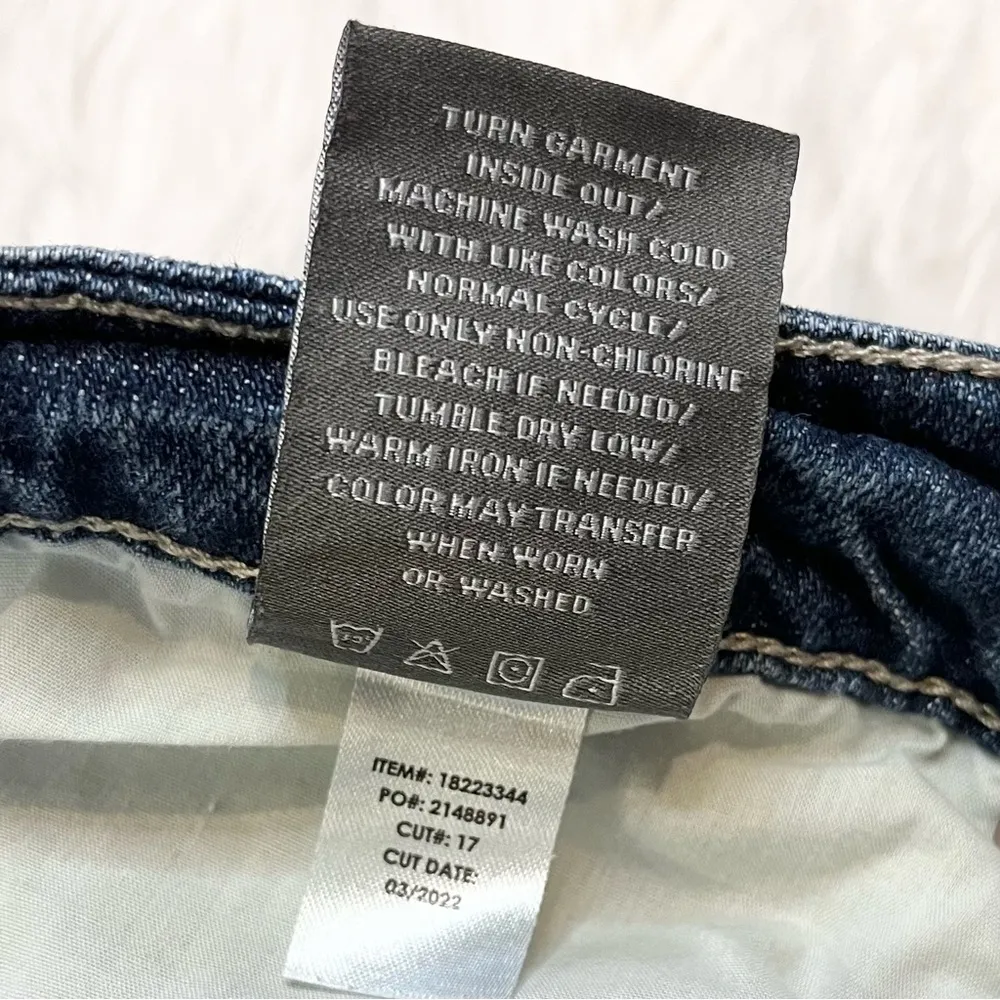 TURN GARMENT
INSIDE OUT/
MACHINE WASH COLD
WITH LIKE COLORS/
NORMAL CYCLE/
USE ONLY NON-CHLORINE
BLEACH IF NEEDED/
TUMBLE DRY LOW/
WARM IRON IF NEEDED/
COLOR MAY TRANSFER
WHEN WORN
OR WASHED
ITEM#: 18223344
PO#: 2148891
CUT#: 17
CUT DATE:
03/2022